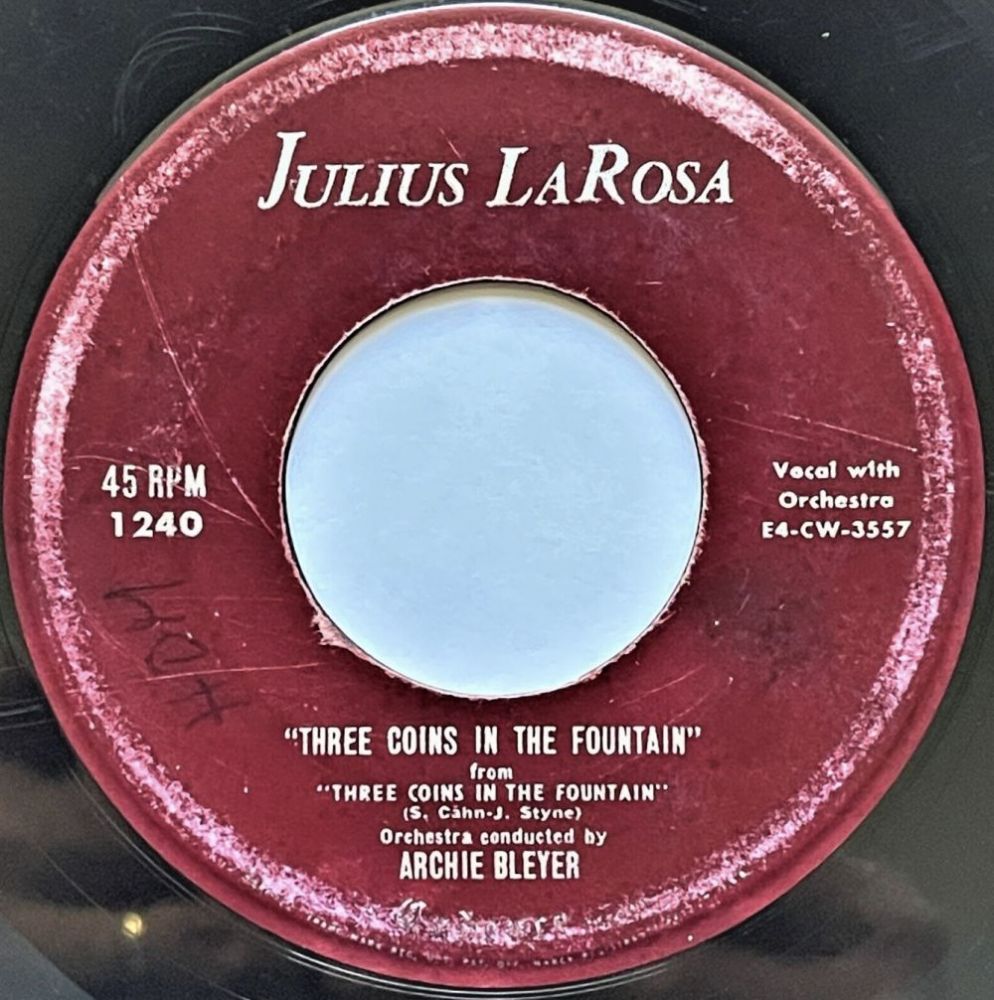 JULIUS LAROSA
45 RPM
1240
Vocal with
Orchestra
E4-CW-3557
"THREE COINS IN THE FOUNTAIN"
from
"THREE COINS IN THE FOUNTAIN"
(S. Cahn-J. Styne)
Orchestra conducted by
ARCHIE BLEYER